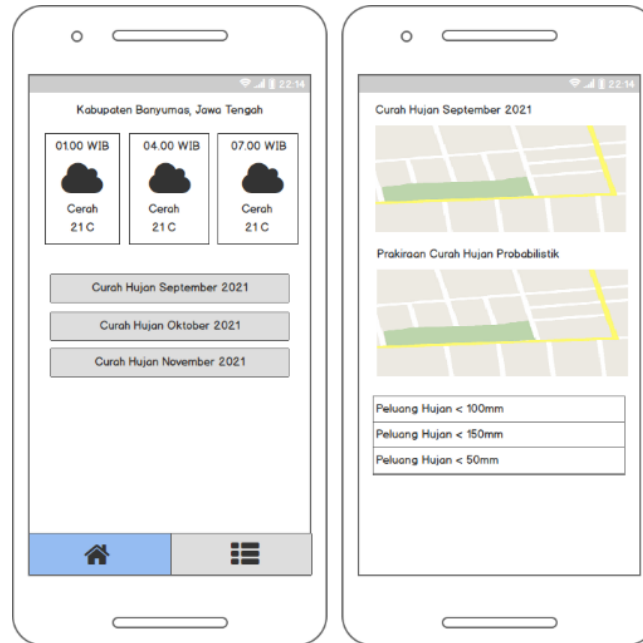 22:14
Kabupaten Banyumas, Jawa Tengah
01.00 WIB
Cerah
21 C
04.00 WIB
Cerah
21 C
07.00 WIB
Cerah
21 C
Curah Hujan September 2021
Curah Hujan Oktober 2021
Curah Hujan November 2021
22:14
Curah Hujan September 2021
Prakiraan Curah Hujan Probabilistik
Peluang Hujan < 100mm
Peluang Hujan < 150mm
Peluang Hujan < 50mm